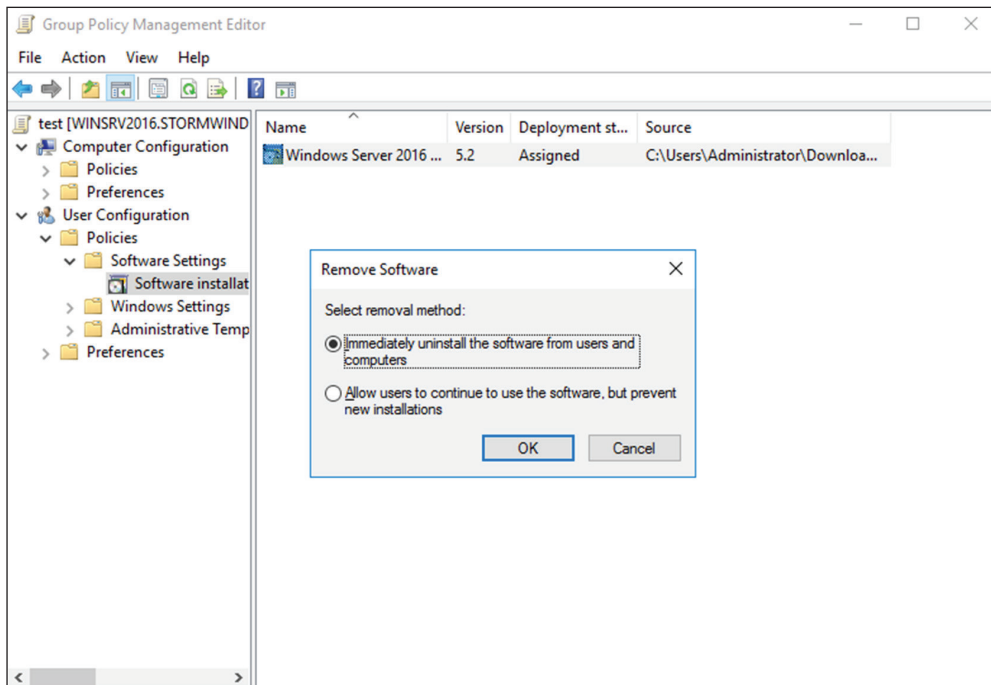 Group Policy Management Editor
File Action View Help
test [WINSRV2016.STORMWIND
Computer Configuration
Policies
Preferences
User Configuration
Policies
Software Settings
Software installat
Windows Settings
Administrative Temp
Preferences
Name Version Deployment st... Source
Windows Server 2016 ... 5.2 Assigned C:\Users\Administrator\Downloa...
Remove Software
Select removal method:
Immediately uninstall the software from users and
computers
Allow users to continue to use the software, but prevent
new installations
OK Cancel